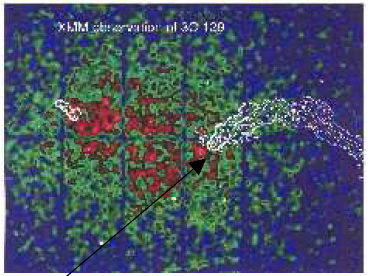 XMM observation of 3C 129